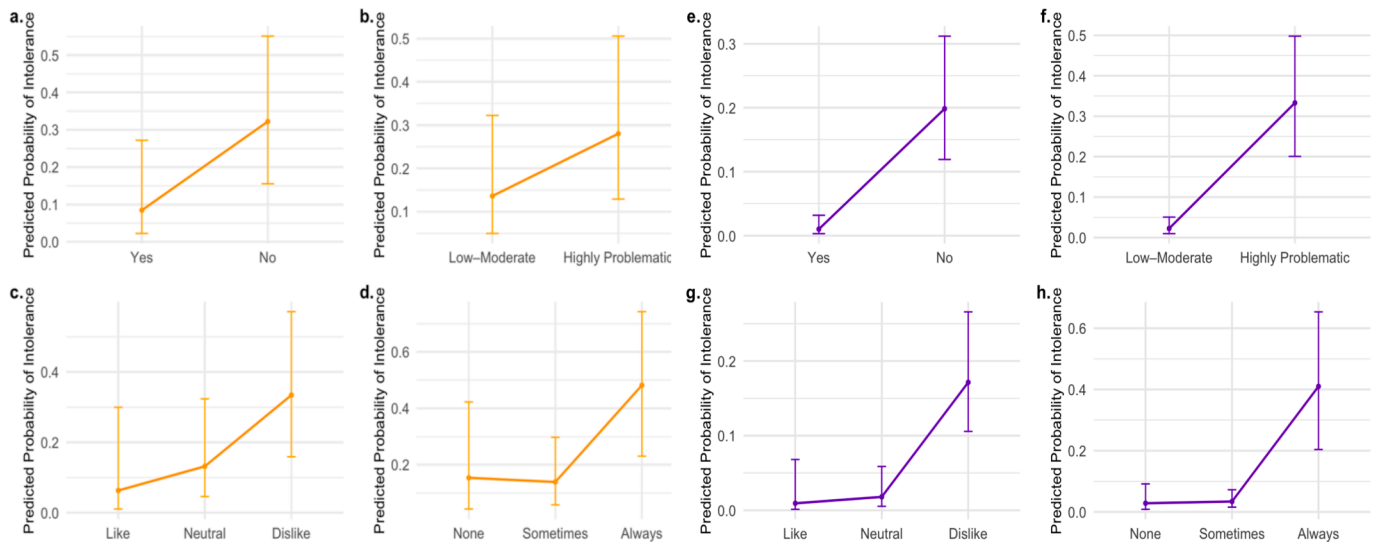 a.
Predicted Probability of Intolerance
0.5
0.4
0.3
0.2
0.1
0.0
Yes No
b.
Predicted Probability of Intolerance
0.5
0.4
0.3
0.2
0.1
Low–Moderate Highly Problematic
e.
Predicted Probability of Intolerance
0.3
0.2
0.1
0.0
Yes No
f.
Predicted Probability of Intolerance
0.5
0.4
0.3
0.2
0.1
0.0
Low–Moderate Highly Problematic
c.
Predicted Probability of Intolerance
0.4
0.2
0.0
Like Neutral Dislike
d.
Predicted Probability of Intolerance
0.6
0.4
0.2
None Sometimes Always
g.
Predicted Probability of Intolerance
0.2
0.1
0.0
Like Neutral Dislike
h.
Predicted Probability of Intolerance
0.6
0.4
0.2
0.0
None Sometimes Always